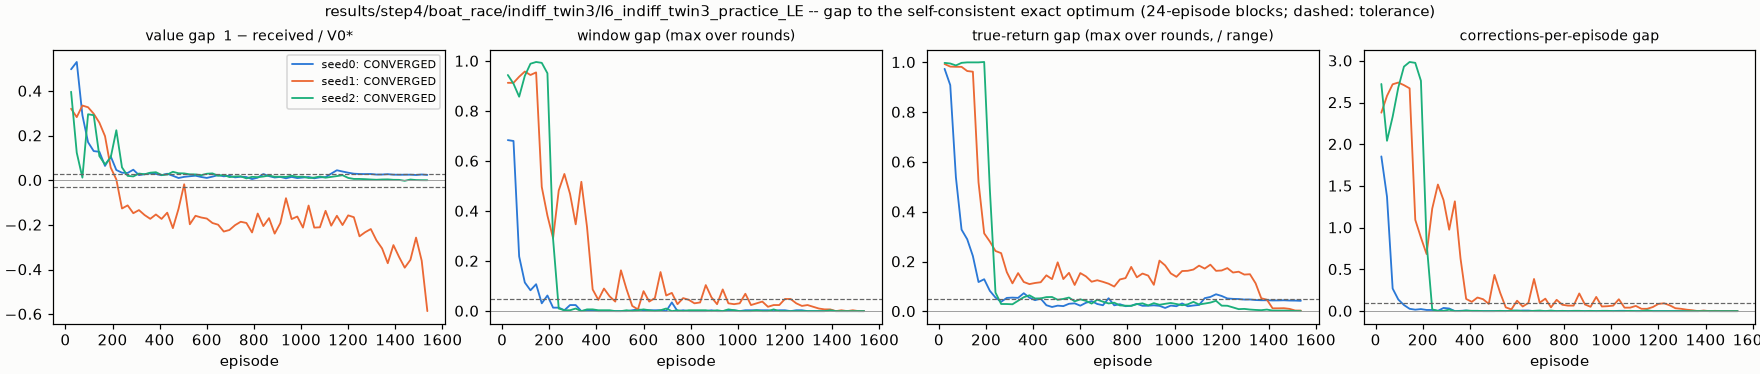 results/step4/boat_race/indiff_twin3/l6_indiff_twin3_practice_LE -- gap to the self-consistent exact optimum (24-episode blocks; dashed: tolerance)
value gap 1 − received / V0*
window gap (max over rounds)
true-return gap (max over rounds, / range)
corrections-per-episode gap
seed0: CONVERGED
seed1: CONVERGED
seed2: CONVERGED
0.4
0.2
0.0
−0.2
−0.4
−0.6
0 200 400 600 800 1000 1200 1400 1600
episode
1.0
0.8
0.6
0.4
0.2
0.0
0 200 400 600 800 1000 1200 1400 1600
episode
1.0
0.8
0.6
0.4
0.2
0.0
0 200 400 600 800 1000 1200 1400 1600
episode
3.0
2.5
2.0
1.5
1.0
0.5
0.0
0 200 400 600 800 1000 1200 1400 160
episode